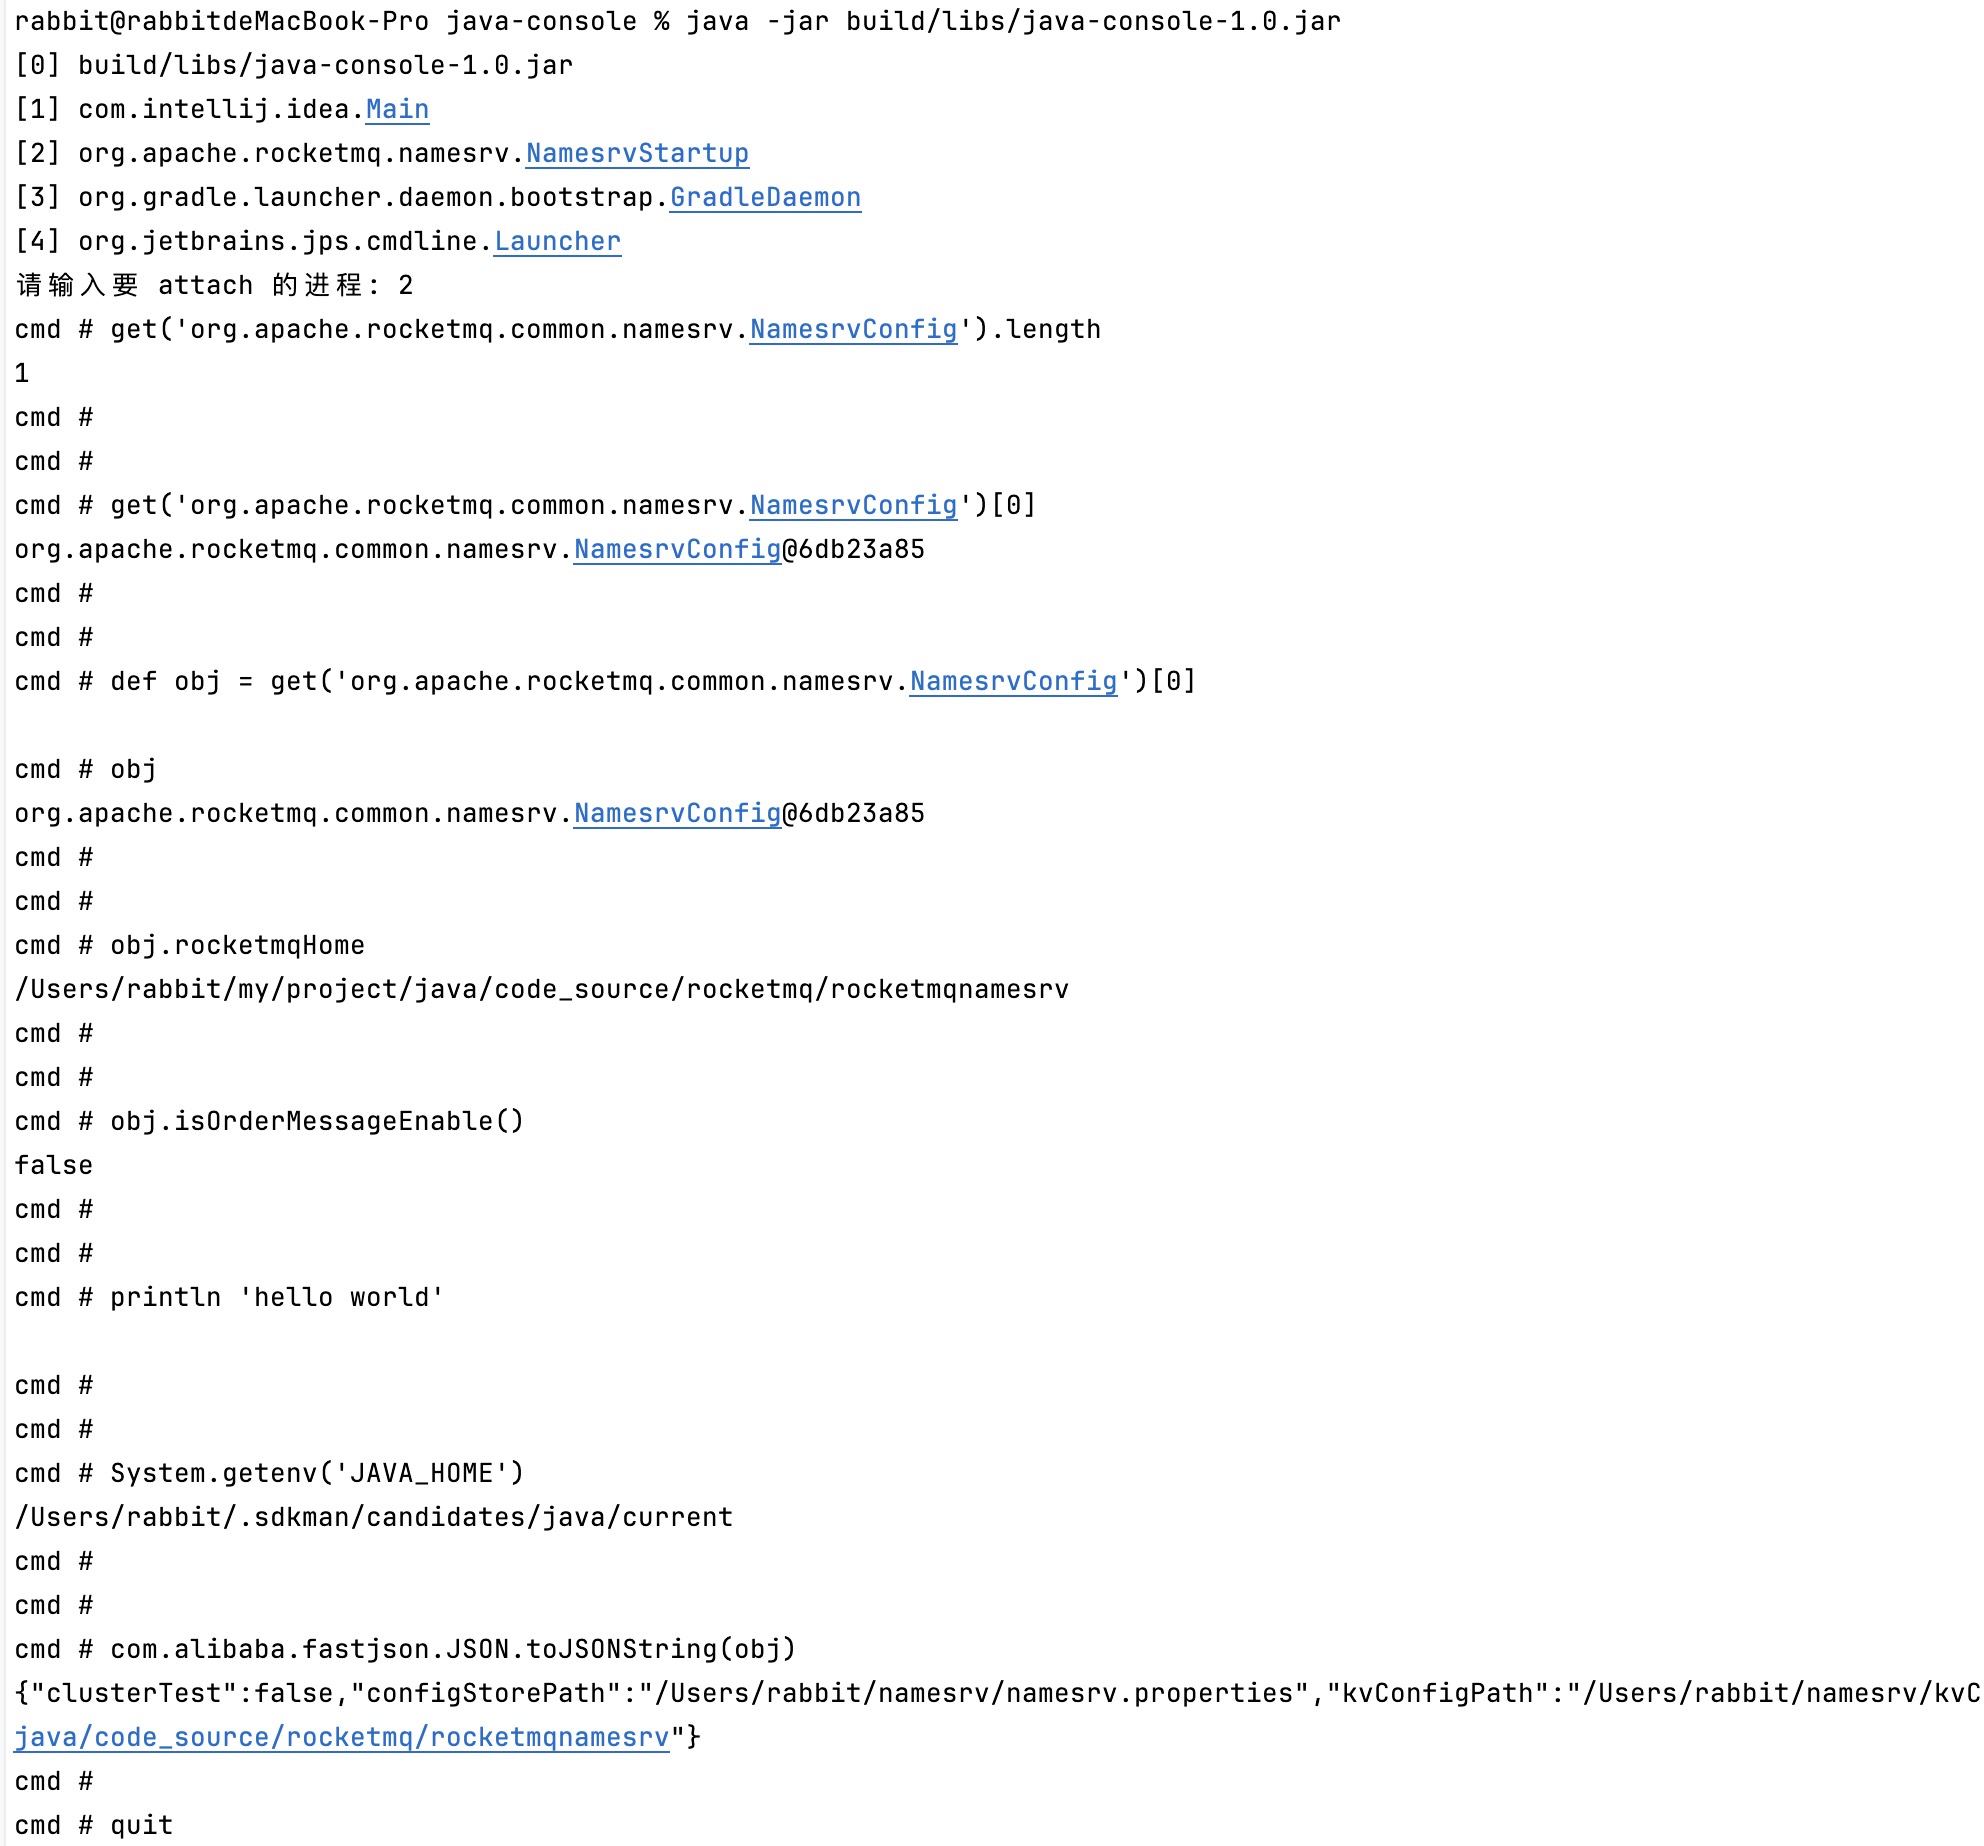 rabbit@rabbitdeMacBook-Pro java-console % java -jar build/libs/java-console-1.0.jar
[0] build/libs/java-console-1.0.jar
[1] com.intellij.idea.Main
[2] org.apache.rocketmq.namesrv.NamesrvStartup
[3] org.gradle.launcher.daemon.bootstrap.GradleDaemon
[4] org.jetbrains.jps.cmdline.Launcher
请输入要 attach 的进程: 2
cmd # get('org.apache.rocketmq.common.namesrv.NamesrvConfig').length
1
cmd #
cmd #
cmd # get('org.apache.rocketmq.common.namesrv.NamesrvConfig')[0]
org.apache.rocketmq.common.namesrv.NamesrvConfig@6db23a85
cmd #
cmd #
cmd # def obj = get('org.apache.rocketmq.common.namesrv.NamesrvConfig')[0]

cmd # obj
org.apache.rocketmq.common.namesrv.NamesrvConfig@6db23a85
cmd #
cmd #
cmd # obj.rocketmqHome
/Users/rabbit/my/project/java/code_source/rocketmq/rocketmqnamesrv
cmd #
cmd #
cmd # obj.isOrderMessageEnable()
false
cmd #
cmd #
cmd # println 'hello world'

cmd #
cmd #
cmd # System.getenv('JAVA_HOME')
/Users/rabbit/.sdkman/candidates/java/current
cmd #
cmd #
cmd # com.alibaba.fastjson.JSON.toJSONString(obj)
{"clusterTest":false,"configStorePath":"/Users/rabbit/namesrv/namesrv.properties","kvConfigPath":"/Users/rabbit/namesrv/kvC
java/code_source/rocketmq/rocketmqnamesrv"}
cmd #
cmd # quit